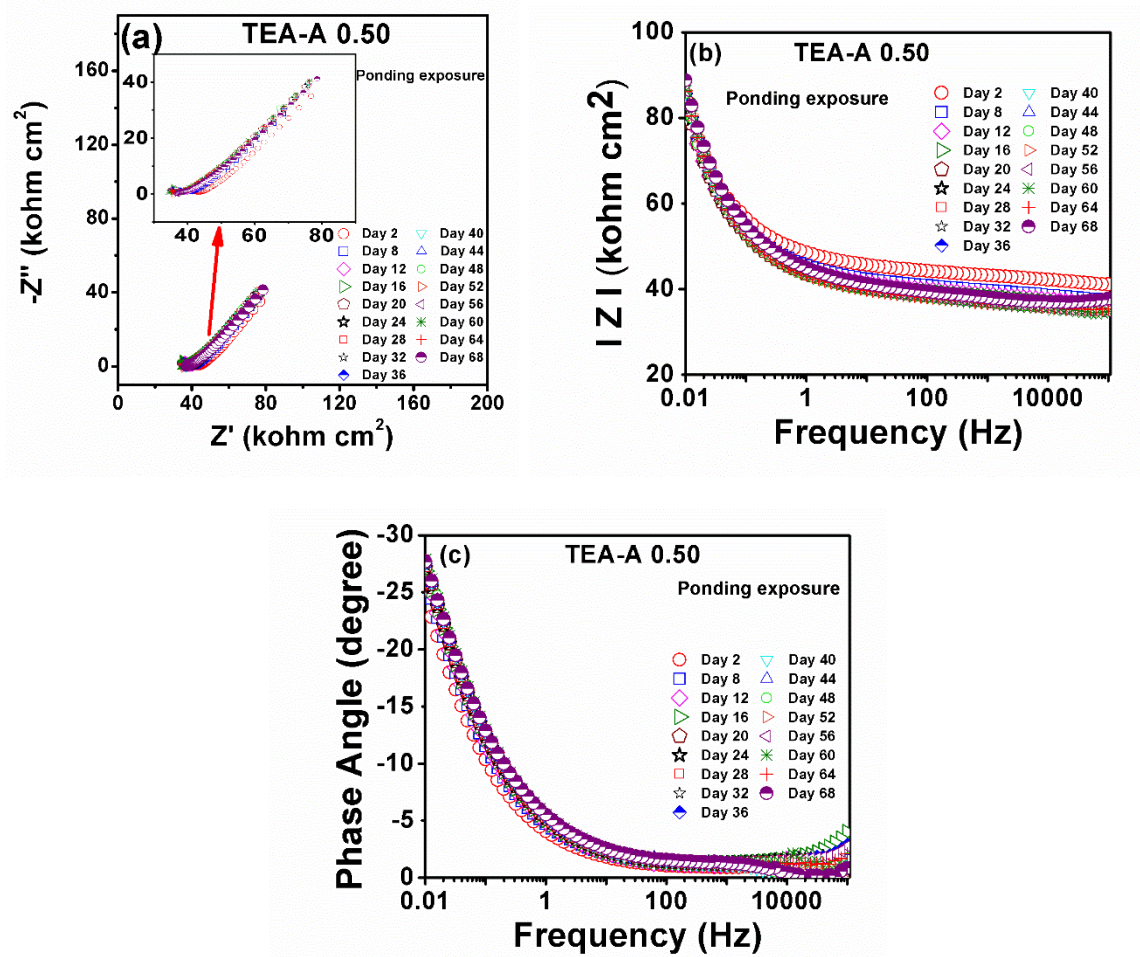 (a) TEA-A 0.50
Ponding exposure
40
20
0
40 60 80
160
120
80
40
0
-Z" (kohm cm2)
Day 2 Day 40
Day 8 Day 44
Day 12 Day 48
Day 16 Day 52
Day 20 Day 56
Day 24 Day 60
Day 28 Day 64
Day 32 Day 68
Day 36
0 40 80 120 160 200
Z' (kohm cm2)
(b) TEA-A 0.50
Ponding exposure
100
80
60
40
20
I Z I (kohm cm2)
Day 2 Day 40
Day 8 Day 44
Day 12 Day 48
Day 16 Day 52
Day 20 Day 56
Day 24 Day 60
Day 28 Day 64
Day 32 Day 68
Day 36
0.01 1 100 10000
Frequency (Hz)
(c) TEA-A 0.50
Ponding exposure
-30
-25
-20
-15
-10
-5
0
Phase Angle (degree)
Day 2 Day 40
Day 8 Day 44
Day 12 Day 48
Day 16 Day 52
Day 20 Day 56
Day 24 Day 60
Day 28 Day 64
Day 32 Day 68
Day 36
0.01 1 100 10000
Frequency (Hz)